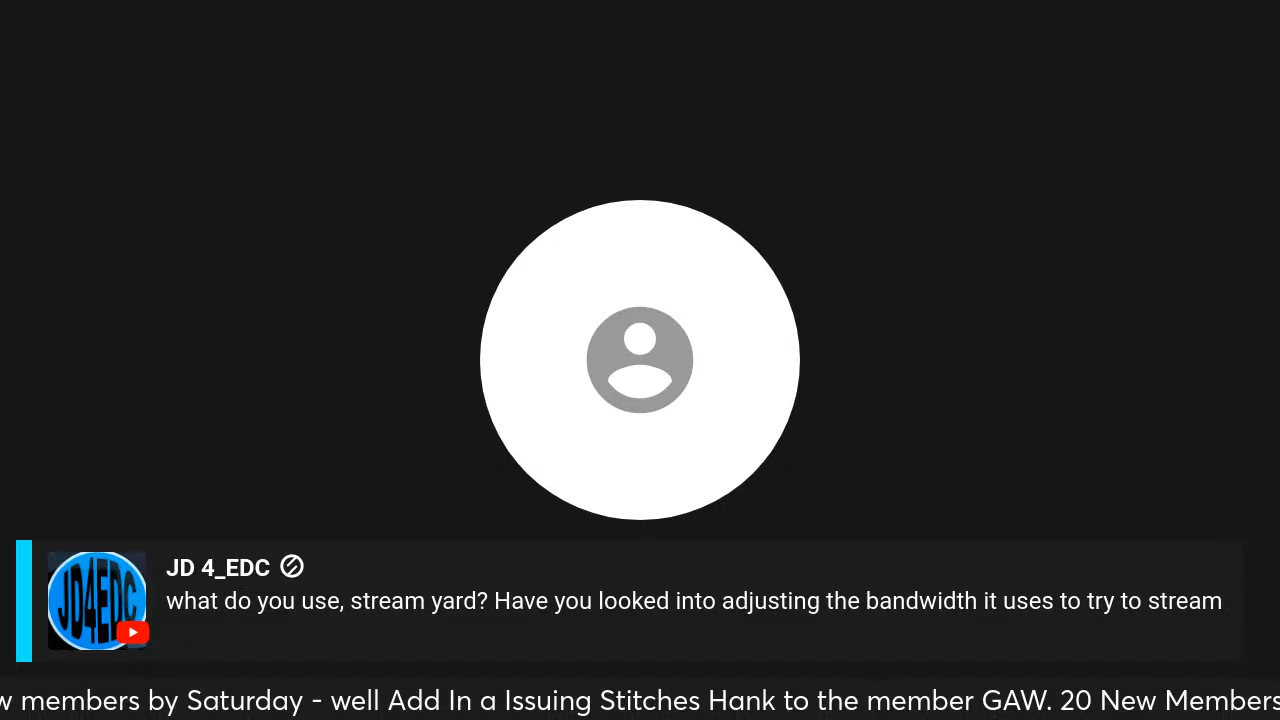 JD 4_EDC
JD4EDC
what do you use, stream yard? Have you looked into adjusting the bandwidth it uses to try to stream
members by Saturday - well Add In a Issuing Stitches Hank to the member GAW. 20 New Members